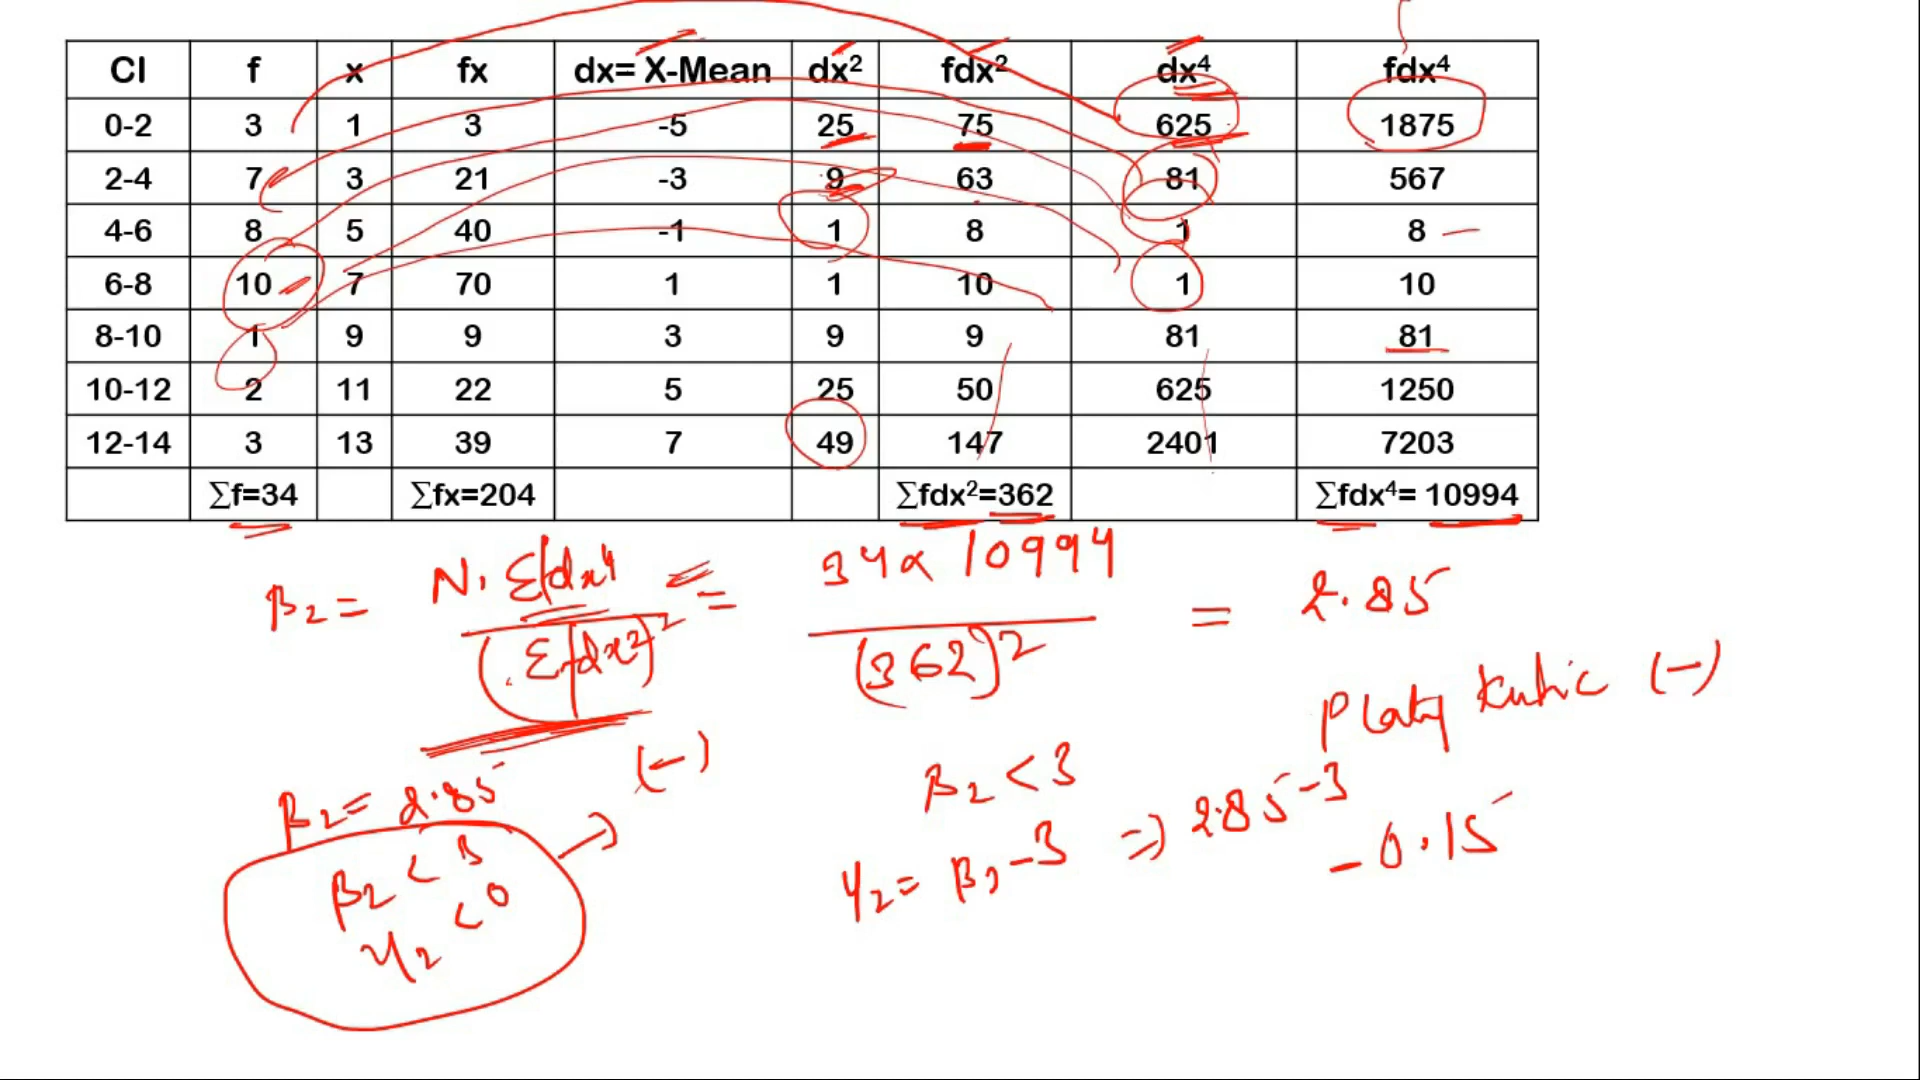 CI f x fx dx= X-Mean dx² fdx² dx⁴ fdx⁴
0-2 3 1 3 -5 25 75 625 1875
2-4 7 3 21 -3 9 63 81 567
4-6 8 5 40 -1 1 8 1 8
6-8 10 7 70 1 1 10 1 10
8-10 1 9 9 3 9 9 81 81
10-12 2 11 22 5 25 50 625 1250
12-14 3 13 39 7 49 147 2401 7203
∑f=34 ∑fx=204 ∑fdx²=362 ∑fdx⁴= 10994
β₂ = N. Σfdx⁴ / (Σfdx²)² = 34 x 10994 / (362)² = 2.85
Platy kutic (-)
(-)
β₂ = 2.85
β₂ < 3
γ₂ < 0
β₂ < 3
γ₂ = β₂ - 3 ⇒ 2.85 - 3
- 0.15